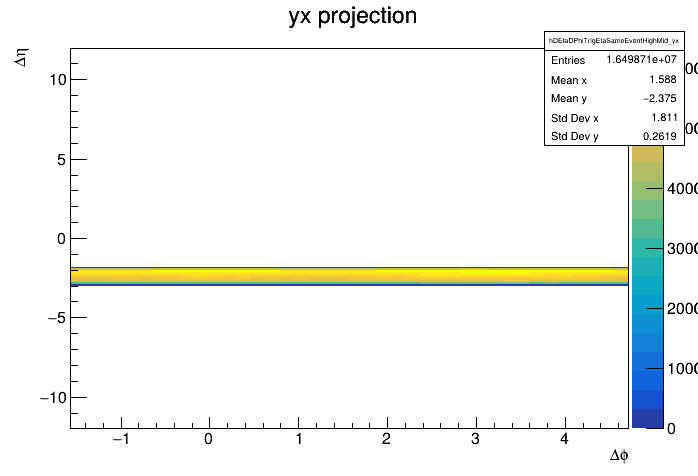 yx projection
hDEtaDPhiTrigEtaSameEventHighMid_yx
Entries 1.649871e+07
Mean x 1.588
Mean y −2.375
Std Dev x 1.811
Std Dev y 0.2619
Δη
10
5
0
−5
−10
−1 0 1 2 3 4
Δϕ
4000
3000
2000
1000
0